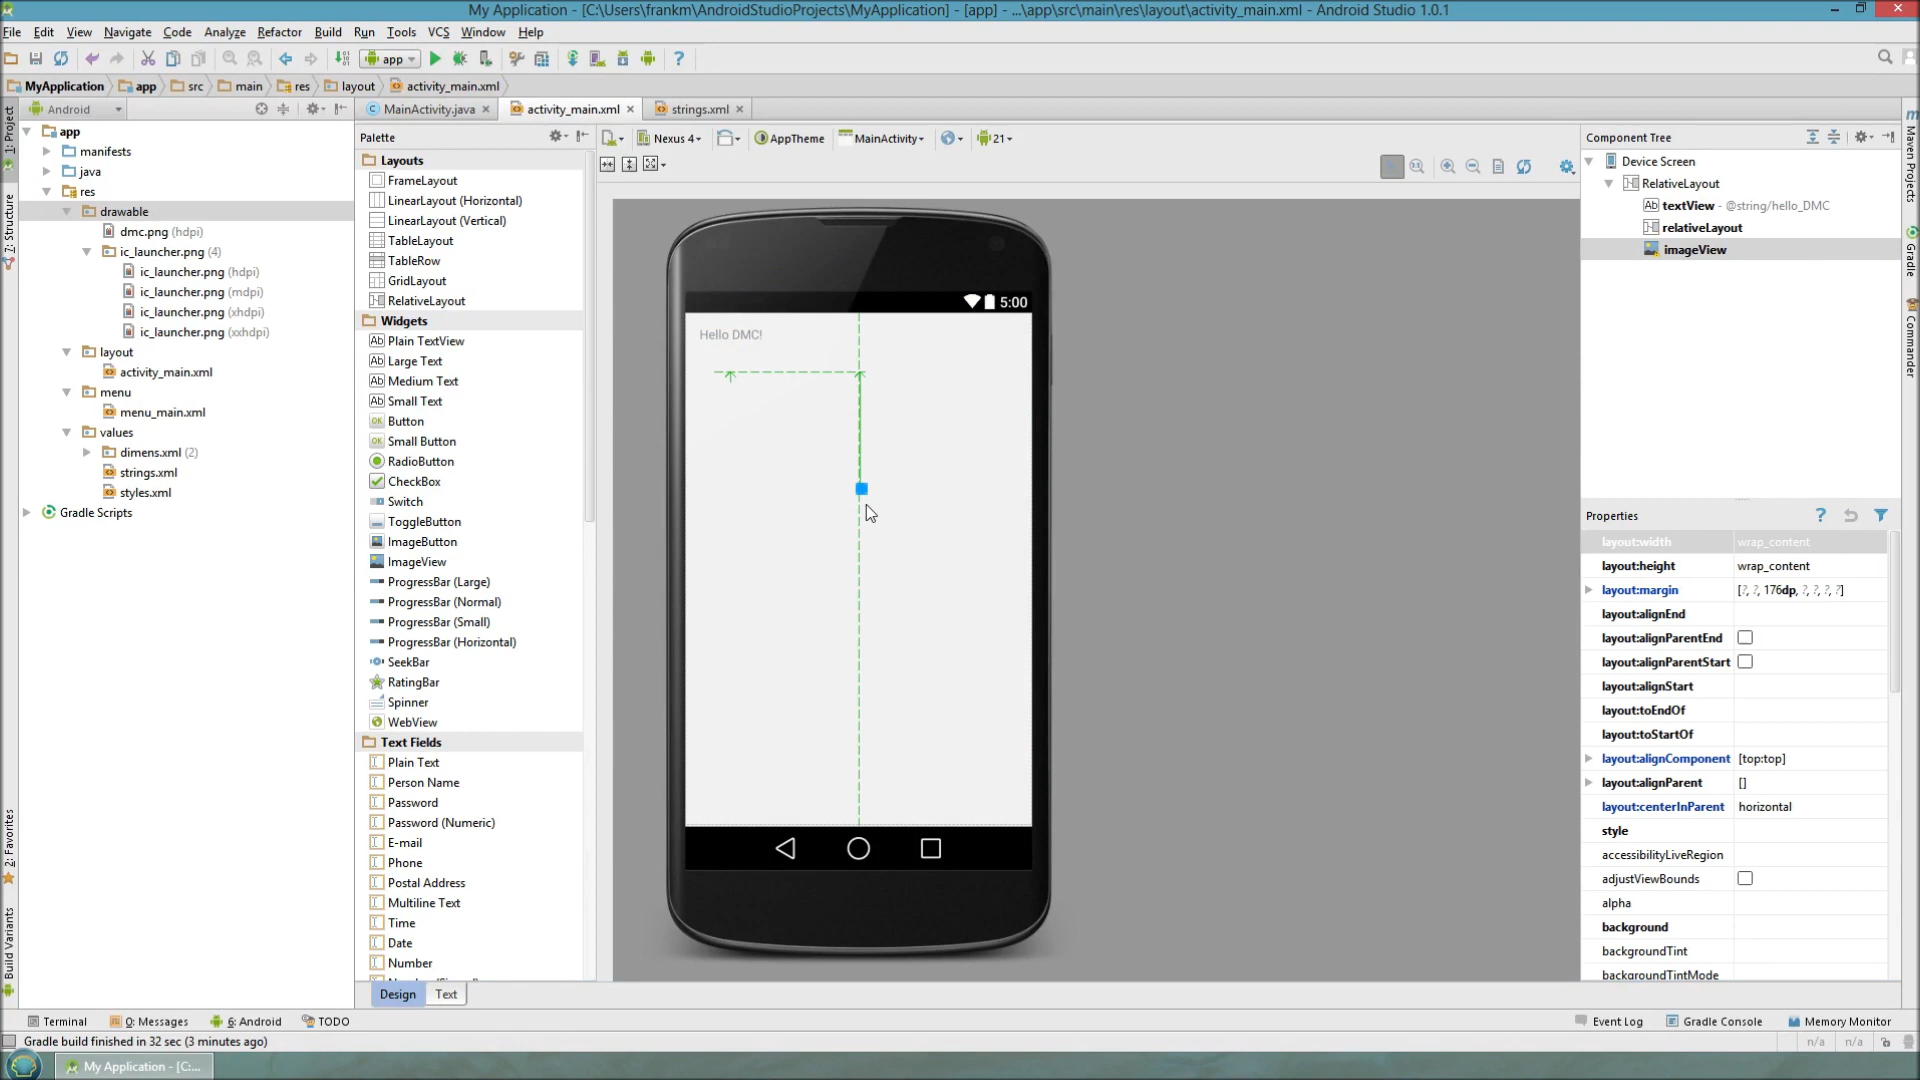 My Application - [C:\Users\frankm\AndroidStudioProjects\MyApplication] - [app] - ...\app\src\main\res\layout\activity_main.xml - Android Studio 1.0.1
File Edit View Navigate Code Analyze Refactor Build Run Tools VCS Window Help
app
MyApplication app src main res layout activity_main.xml
Android
MainActivity.java activity_main.xml strings.xml
1: Project
7: Structure
2: Favorites
Build Variants
app
manifests
java
res
drawable
dmc.png (hdpi)
ic_launcher.png (4)
ic_launcher.png (hdpi)
ic_launcher.png (mdpi)
ic_launcher.png (xhdpi)
ic_launcher.png (xxhdpi)
layout
activity_main.xml
menu
menu_main.xml
values
dimens.xml (2)
strings.xml
styles.xml
Gradle Scripts
Palette
Layouts
FrameLayout
LinearLayout (Horizontal)
LinearLayout (Vertical)
TableLayout
TableRow
GridLayout
RelativeLayout
Widgets
Ab Plain TextView
Ab Large Text
Ab Medium Text
Ab Small Text
OK Button
OK Small Button
RadioButton
CheckBox
Switch
ToggleButton
ImageButton
ImageView
ProgressBar (Large)
ProgressBar (Normal)
ProgressBar (Small)
ProgressBar (Horizontal)
SeekBar
RatingBar
Spinner
WebView
Text Fields
Plain Text
Person Name
Password
Password (Numeric)
E-mail
Phone
Postal Address
Multiline Text
Time
Date
Number
Design Text
Nexus 4 AppTheme MainActivity 21
5:00
Hello DMC!
Component Tree
Device Screen
RelativeLayout
Ab textView - @string/hello_DMC
relativeLayout
imageView
Properties
layout:width wrap_content
layout:height wrap_content
layout:margin [?, ?, 176dp, ?, ?, ?, ?]
layout:alignEnd
layout:alignParentEnd
layout:alignParentStart
layout:alignStart
layout:toEndOf
layout:toStartOf
layout:alignComponent [top:top]
layout:alignParent []
layout:centerInParent horizontal
style
accessibilityLiveRegion
adjustViewBounds
alpha
background
backgroundTint
backgroundTintMode
Maven Projects
Gradle
Commander
Terminal 0: Messages 6: Android TODO Event Log Gradle Console Memory Monitor
Gradle build finished in 32 sec (3 minutes ago) n/a n/a
My Application - [C:...